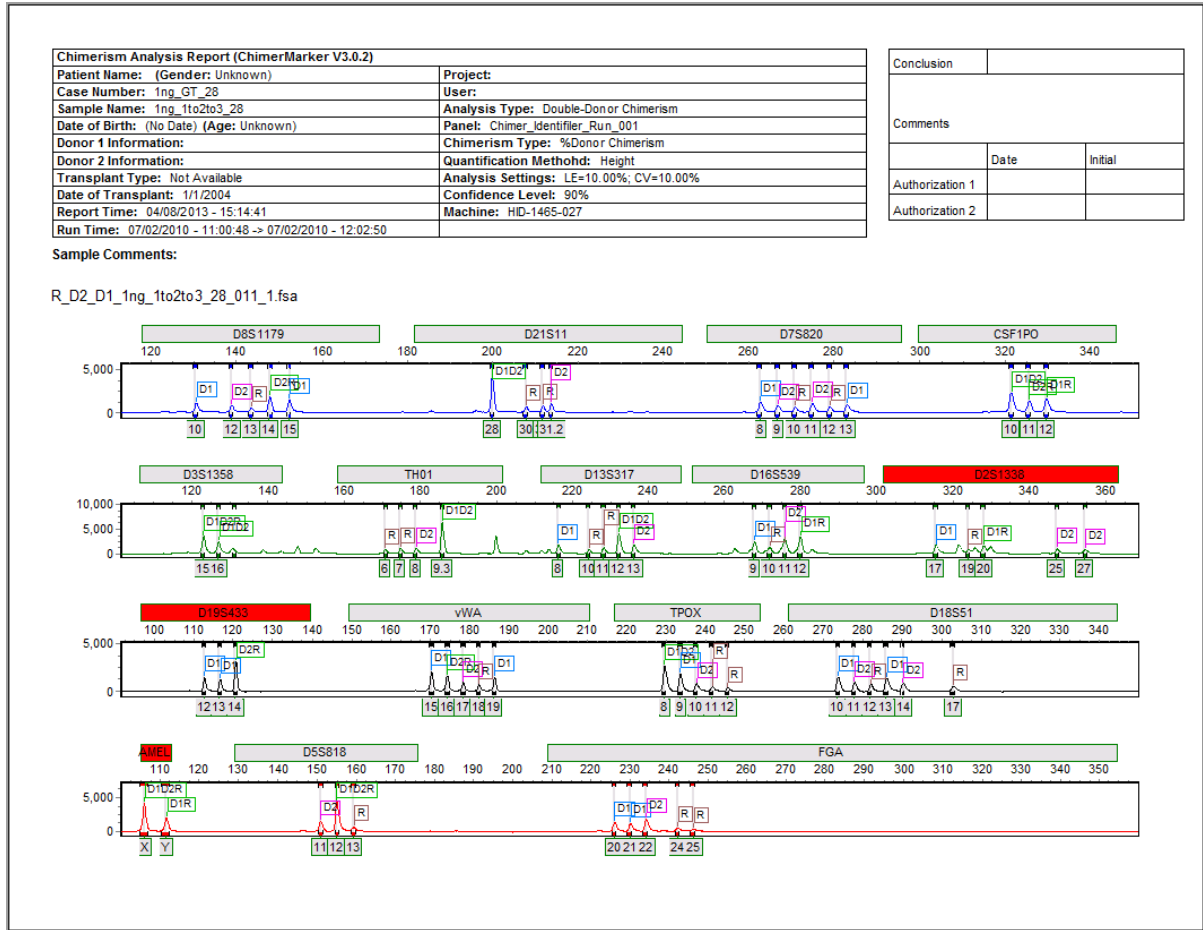 Chimerism Analysis Report (ChimerMarker V3.0.2)
Patient Name: (Gender: Unknown) Project:
Case Number: 1ng_GT_28 User:
Sample Name: 1ng_1to2to3_28 Analysis Type: Double-Donor Chimerism
Date of Birth: (No Date) (Age: Unknown) Panel: Chimer_Identifiler_Run_001
Donor 1 Information: Chimerism Type: %Donor Chimerism
Donor 2 Information: Quantification Methohd: Height
Transplant Type: Not Available Analysis Settings: LE=10.00%; CV=10.00%
Date of Transplant: 1/1/2004 Confidence Level: 90%
Report Time: 04/08/2013 - 15:14:41 Machine: HID-1465-027
Run Time: 07/02/2010 - 11:00:48 -> 07/02/2010 - 12:02:50
Conclusion
Comments
Date Initial
Authorization 1
Authorization 2
Sample Comments:
R_D2_D1_1ng_1to2to3_28_011_1.fsa
D8S1179 D21S11 D7S820 CSF1PO
120 140 160 180 200 220 240 260 280 300 320 340
5,000
0
D1 D2 R D2R D1 D1D2 R R D2 D1 D2 R D2 R D1 D1D2 D2R D1R
10 12 13 14 15 28 30 31.2 8 9 10 11 12 13 10 11 12
D3S1358 TH01 D13S317 D16S539 D2S1338
120 140 160 180 200 220 240 260 280 300 320 340 360
10,000
5,000
0
D1D2R D1D2 R R D2 D1D2 D1 R R D1D2 D2 D1 R D2 D1R D1 R D1R D2 D2
15 16 6 7 8 9.3 8 10 11 12 13 9 10 11 12 17 19 20 25 27
D19S433 vWA TPOX D18S51
100 110 120 130 140 150 160 170 180 190 200 210 220 230 240 250 260 270 280 290 300 310 320 330 340
5,000
0
D1 D1 D2R D1 D2R D2 R D1 D1D2 D1 D2 R R D1 D2 R D1 D2 R
12 13 14 15 16 17 18 19 8 9 10 11 12 10 11 12 13 14 17
AMEL D5S818 FGA
110 120 130 140 150 160 170 180 190 200 210 220 230 240 250 260 270 280 290 300 310 320 330 340 350
5,000
0
D1D2R D1R D2 D1D2R R D1 D1 D2 R R
X Y 11 12 13 20 21 22 24 25